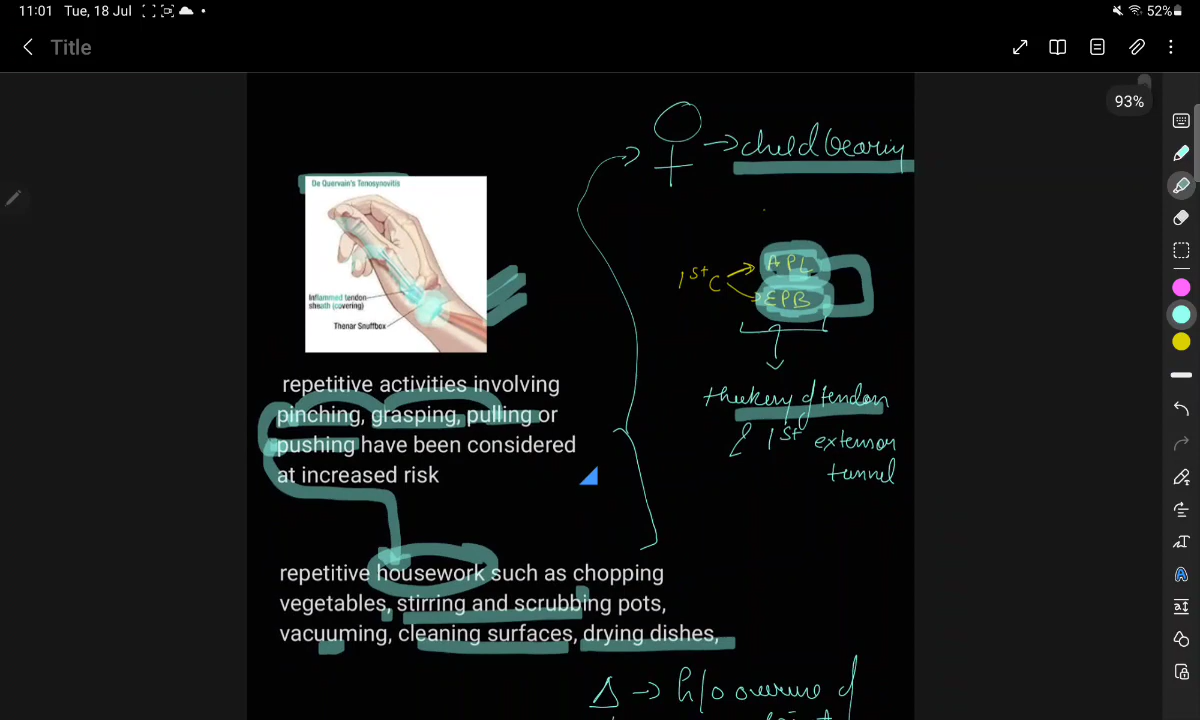 11:01 Tue, 18 Jul
52%
Title
93%
→ child bearing
De Quervain's Tenosynovitis
Inflammed tendon
sheath (covering)
Thenar Snuffbox
1st C
APL
EPB
of tendon
& 1st extensor
tunnel
repetitive activities involving
pinching, grasping, pulling or
pushing have been considered
at increased risk
repetitive housework such as chopping
vegetables, stirring and scrubbing pots,
vacuuming, cleaning surfaces, drying dishes,
Δ → h/o overuse of